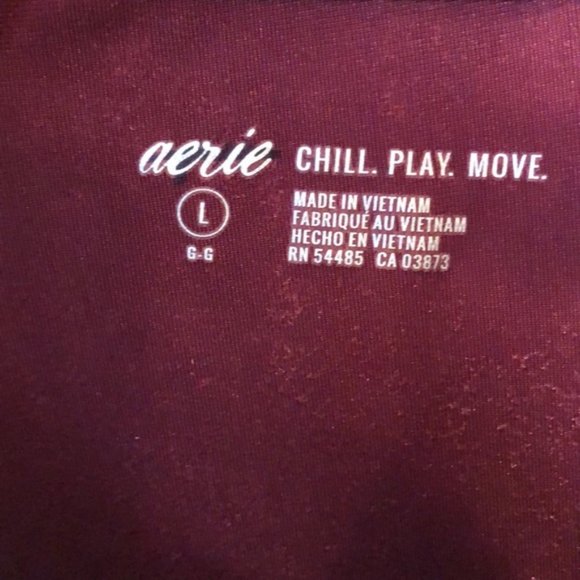 aerie CHILL. PLAY. MOVE.
L
G-G
MADE IN VIETNAM
FABRIQUÉ AU VIETNAM
HECHO EN VIETNAM
RN 54485 CA 03873